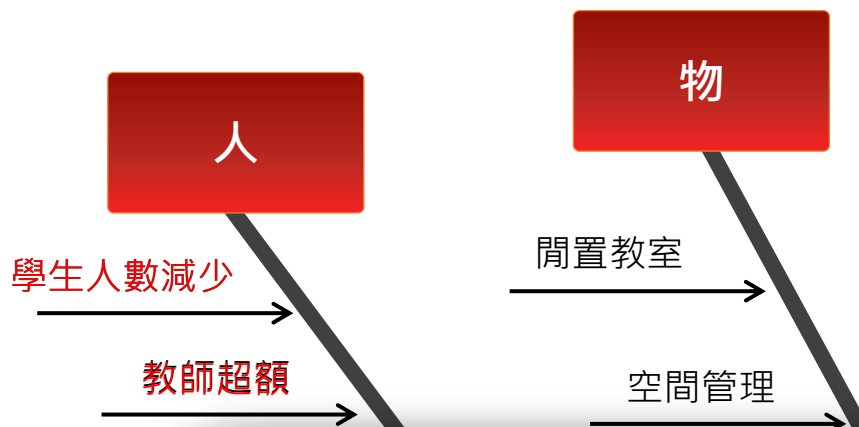 人
物
學生人數減少
閒置教室
教師超額
空間管理